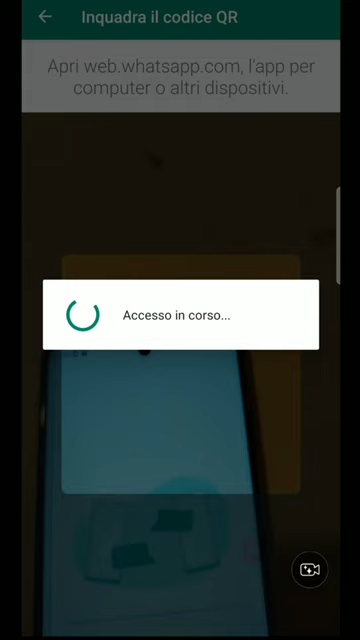 Inquadra il codice QR
Apri web.whatsapp.com, l'app per
computer o altri dispositivi.
Accesso in corso...